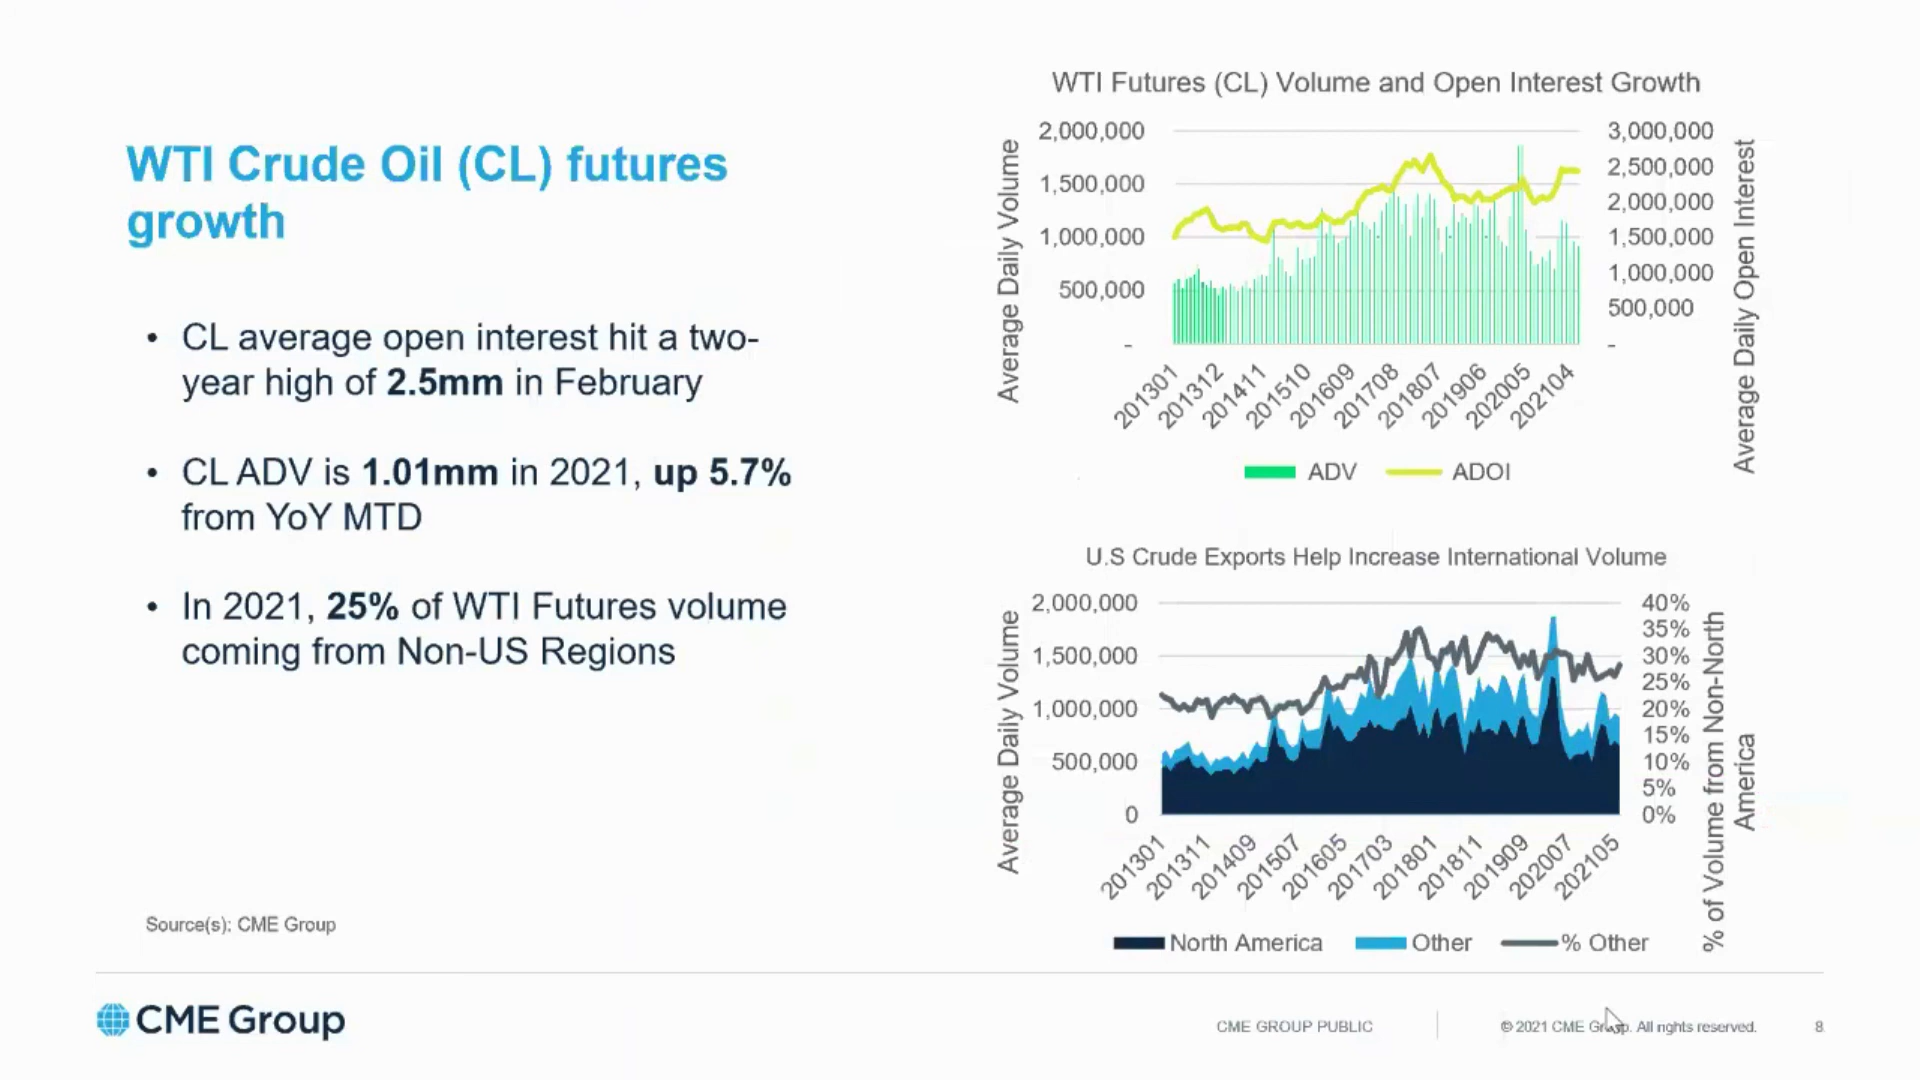 WTI Crude Oil (CL) futures
growth
• CL average open interest hit a two-
year high of 2.5mm in February
• CL ADV is 1.01mm in 2021, up 5.7%
from YoY MTD
• In 2021, 25% of WTI Futures volume
coming from Non-US Regions
Source(s): CME Group
WTI Futures (CL) Volume and Open Interest Growth
Average Daily Volume
2,000,000
1,500,000
1,000,000
500,000
-
3,000,000
2,500,000
2,000,000
1,500,000
1,000,000
500,000
-
Average Daily Open Interest
201301
201312
201411
201510
201609
201708
201807
201906
202005
202104
ADV
ADOI
U.S Crude Exports Help Increase International Volume
Average Daily Volume
2,000,000
1,500,000
1,000,000
500,000
0
40%
35%
30%
25%
20%
15%
10%
5%
0%
% of Volume from Non-North
America
201301
201311
201409
201507
201605
201703
201801
201811
201909
202007
202105
North America
Other
% Other
CME Group
CME GROUP PUBLIC
© 2021 CME Group. All rights reserved.
8